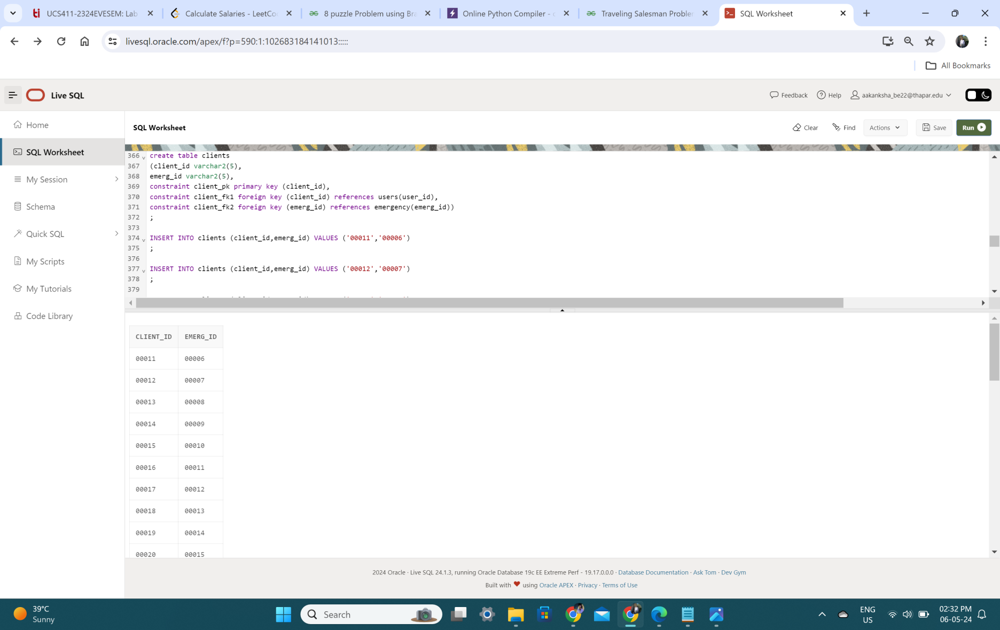 UCS411-2324EVESEM: Lab
Calculate Salaries - LeetCo
8 puzzle Problem using Bra
Online Python Compiler - c
Traveling Salesman Probler
SQL Worksheet
livesql.oracle.com/apex/f?p=590:1:102683184141013:::::
All Bookmarks
Live SQL
Feedback
Help
aakanksha_be22@thapar.edu
Home
SQL Worksheet
My Session
Schema
Quick SQL
My Scripts
My Tutorials
Code Library
SQL Worksheet
Clear
Find
Actions
Save
Run
366 create table clients
367 (client_id varchar2(5),
368 emerg_id varchar2(5),
369 constraint client_pk primary key (client_id),
370 constraint client_fk1 foreign key (client_id) references users(user_id),
371 constraint client_fk2 foreign key (emerg_id) references emergency(emerg_id))
372 ;
373
374 INSERT INTO clients (client_id,emerg_id) VALUES ('00011','00006')
375 ;
376
377 INSERT INTO clients (client_id,emerg_id) VALUES ('00012','00007')
378 ;
379
CLIENT_ID EMERG_ID
00011 00006
00012 00007
00013 00008
00014 00009
00015 00010
00016 00011
00017 00012
00018 00013
00019 00014
00020 00015
2024 Oracle · Live SQL 24.1.3, running Oracle Database 19c EE Extreme Perf - 19.17.0.0.0 · Database Documentation · Ask Tom · Dev Gym
Built with ❤ using Oracle APEX · Privacy · Terms of Use
39°C
Sunny
Search
ENG
US
02:32 PM
06-05-24